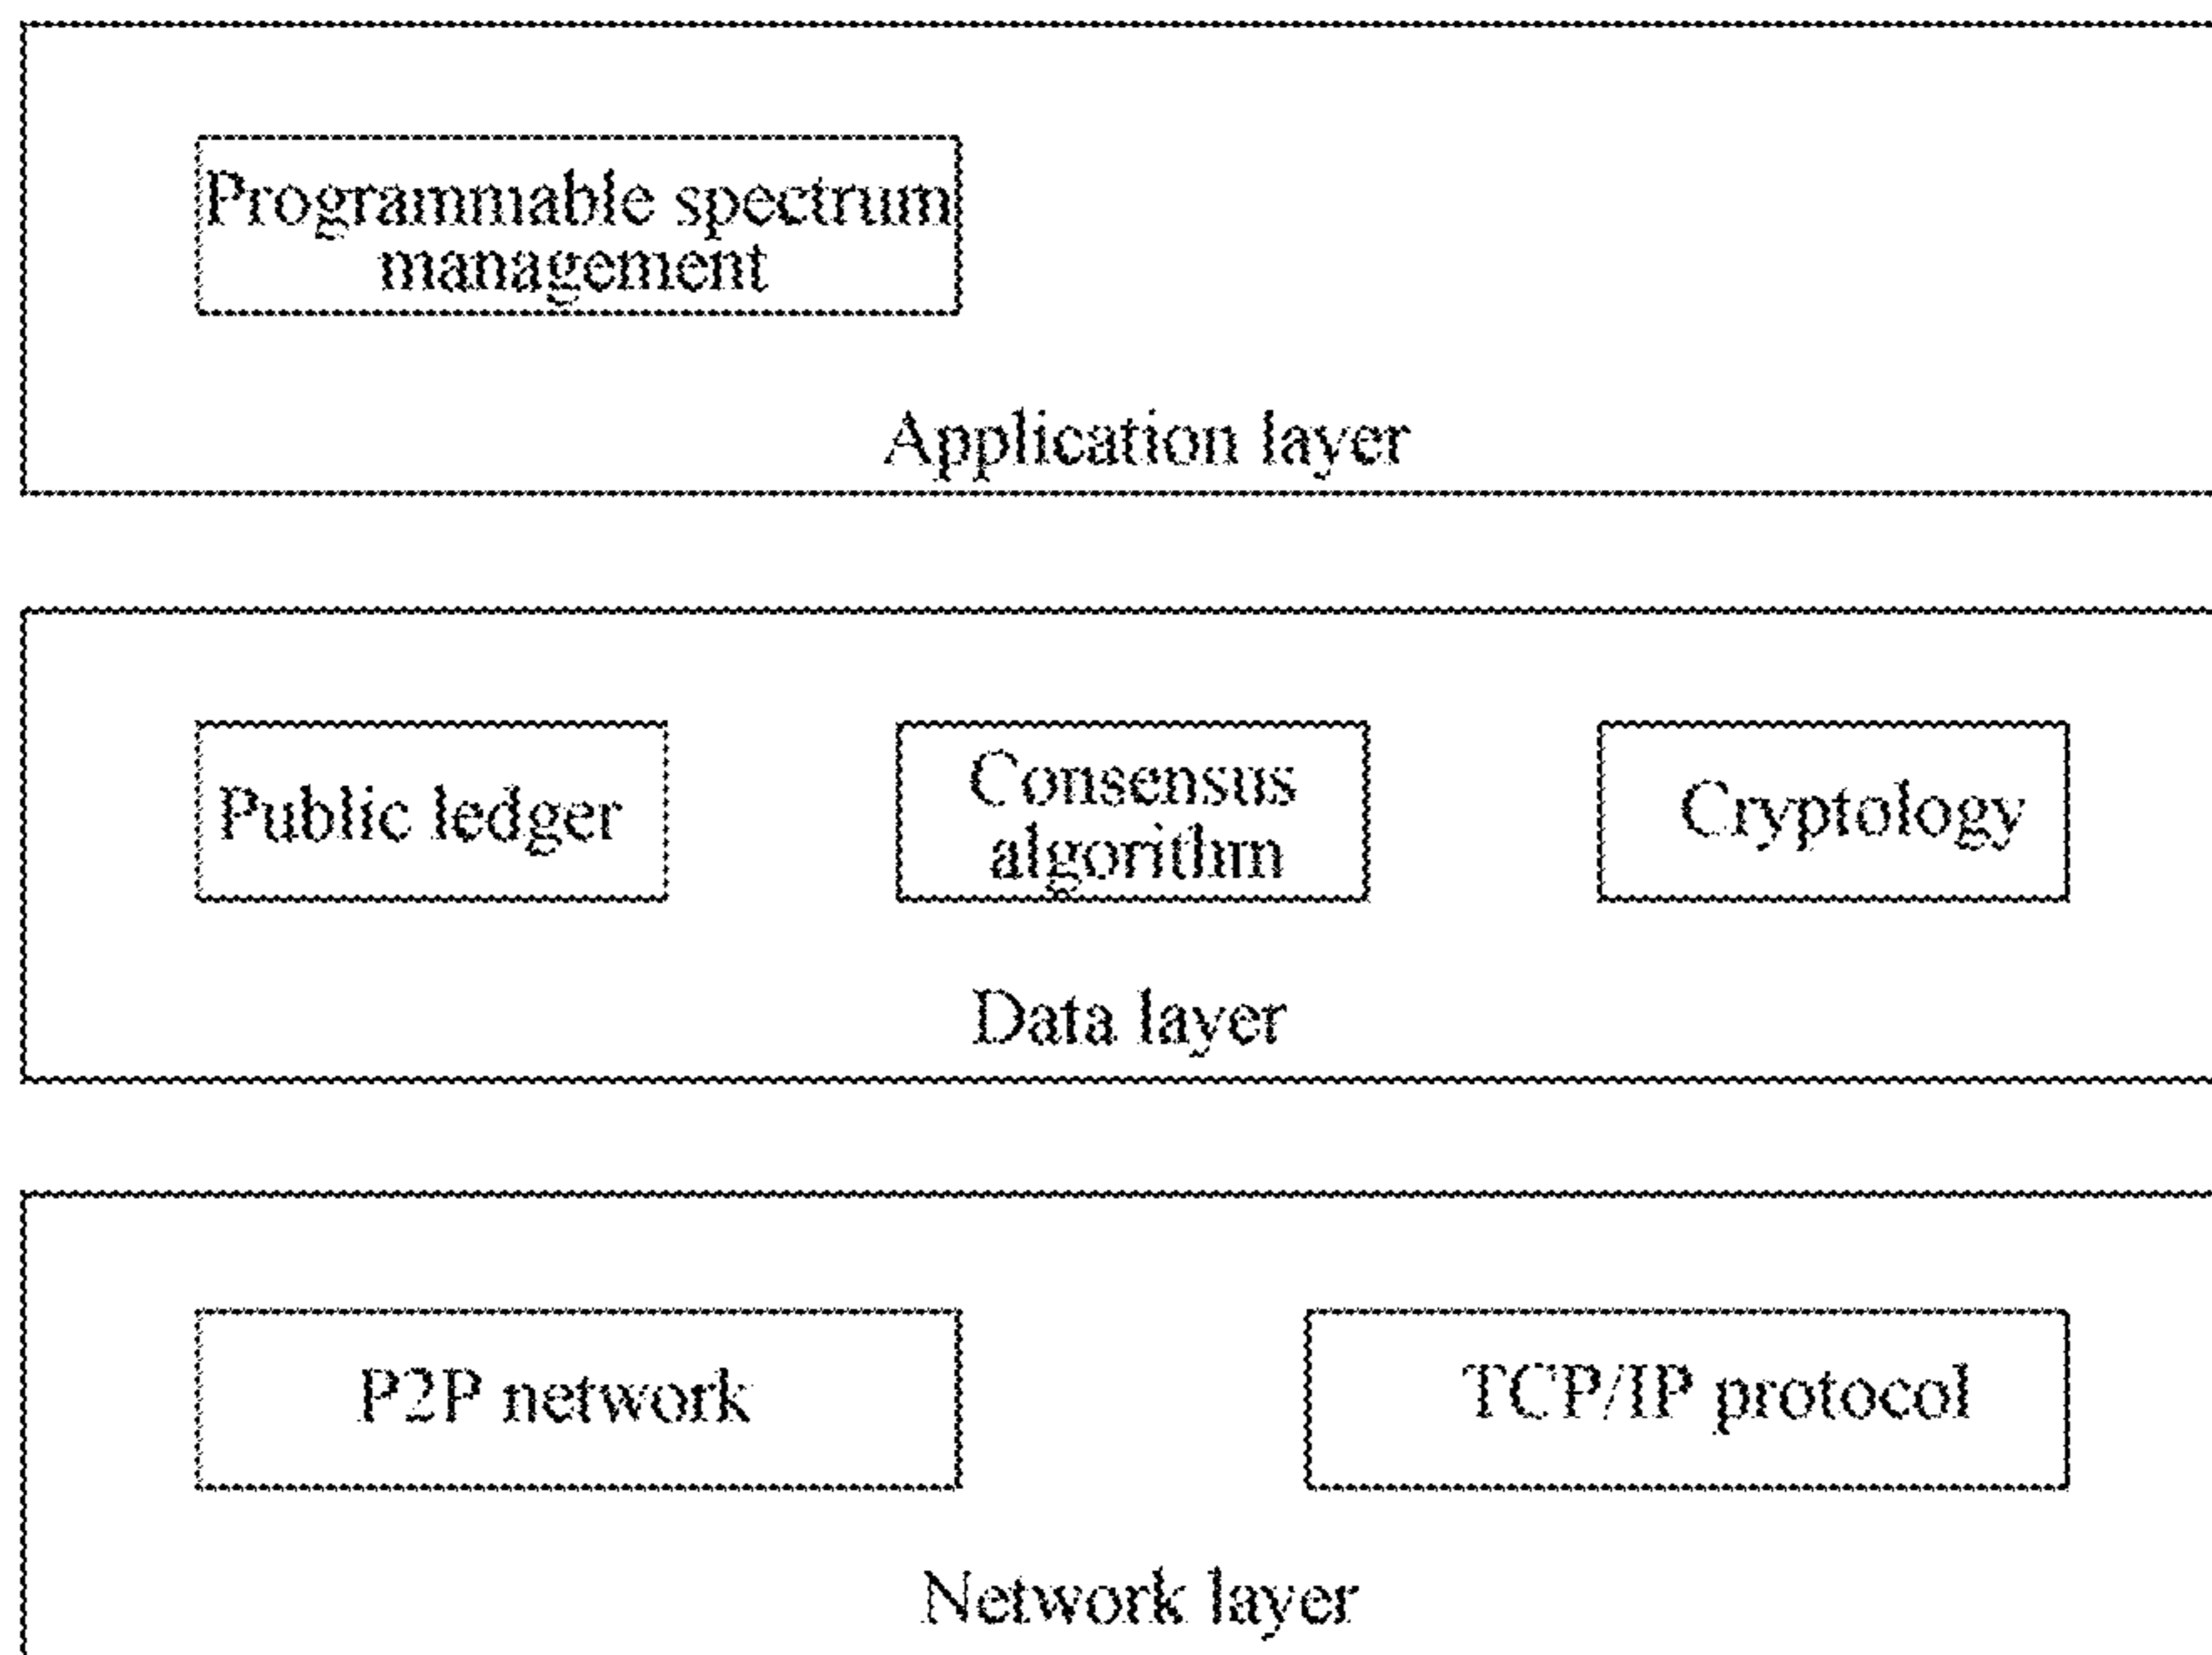 Programmable spectrum
management
Application layer
Public ledger
Consensus
algorithm
Cryptology
Data layer
P2P network
TCP/IP protocol
Network layer